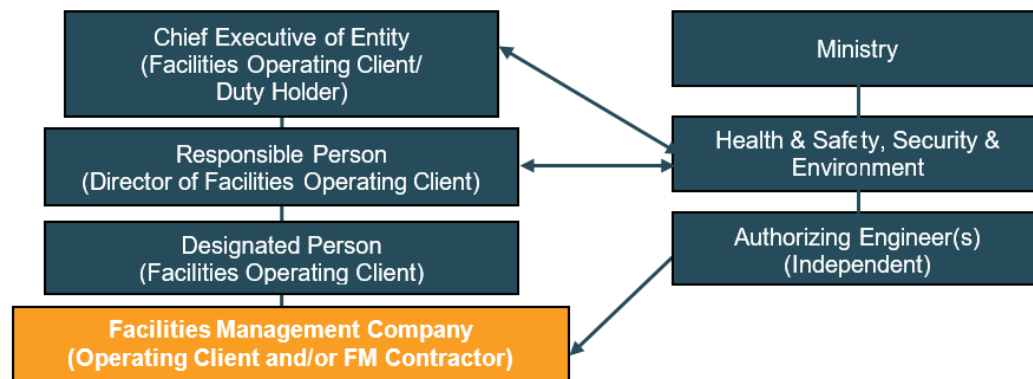 Chief Executive of Entity
(Facilities Operating Client/
Duty Holder)
Responsible Person
(Director of Facilities Operating Client)
Designated Person
(Facilities Operating Client)
Facilities Management Company
(Operating Client and/or FM Contractor)
Ministry
Health & Safety, Security &
Environment
Authorizing Engineer(s)
(Independent)